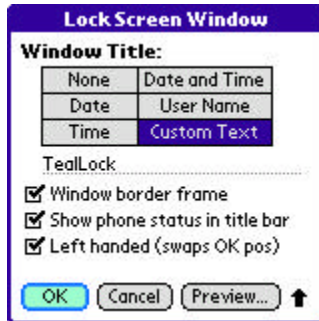 Lock Screen Window
Window Title:
None Date and Time
Date User Name
Time Custom Text
TealLock
Window border frame
Show phone status in title bar
Left handed (swaps OK pos)
OK Cancel Preview...